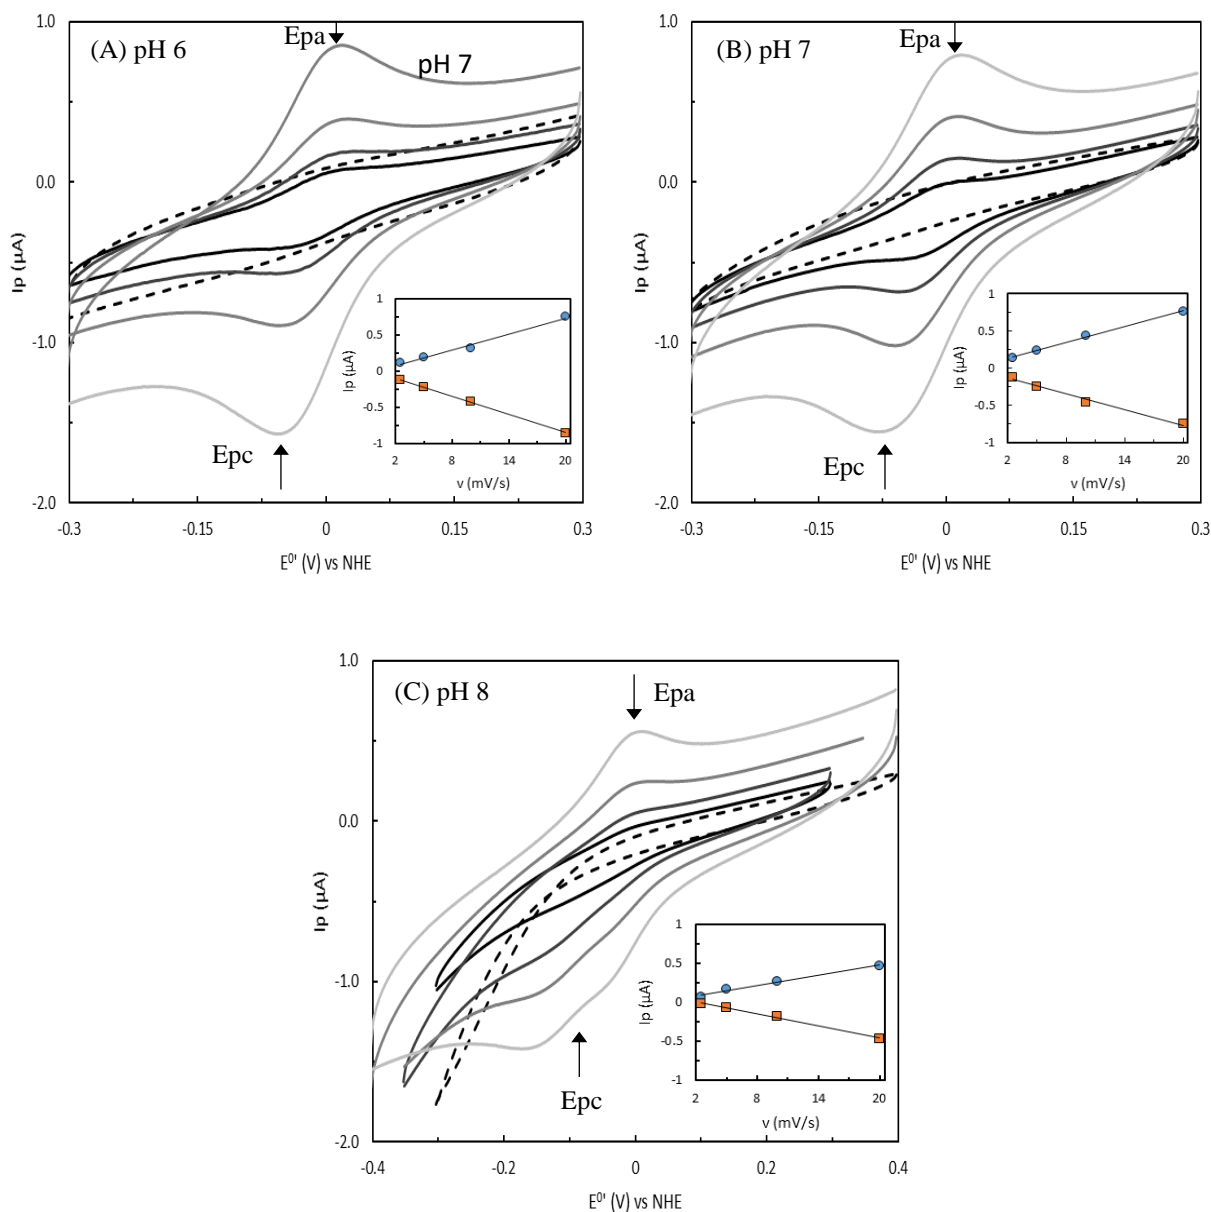 (A) pH 6
Epa
pH 7
1.0
0.0
-1.0
-2.0
Ip (µA)
Epc
-0.3
-0.15
0
0.15
0.3
E⁰' (V) vs NHE
1
0.5
0
-0.5
-1
Ip (µA)
2
8
14
20
v (mV/s)
(B) pH 7
Epa
1.0
0.0
-1.0
-2.0
Ip (µA)
Epc
-0.3
-0.15
0
0.15
0.3
E⁰' (V) vs NHE
1
0.5
0
-0.5
-1
Ip (µA)
2
8
14
20
v (mV/s)
(C) pH 8
Epa
1.0
0.0
-1.0
-2.0
Ip (µA)
Epc
-0.4
-0.2
0
0.2
0.4
E⁰' (V) vs NHE
1
0.5
0
-0.5
-1
Ip (µA)
2
8
14
20
v (mV/s)